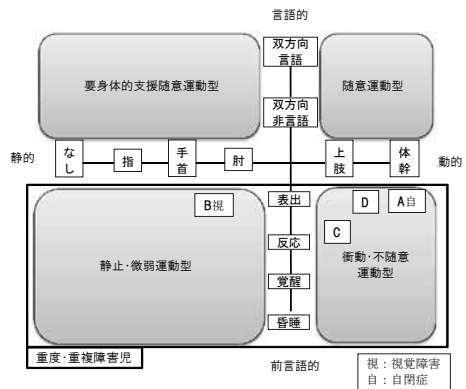 言語的
双方向
言語
要身体的支援随意運動型
随意運動型
双方向
非言語
静的
なし
指
手首
肘
上肢
体幹
動的
表出
B視
D
A自
C
反応
静止・微弱運動型
衝動・不随意
運動型
覚醒
昏睡
重度・重複障害児
前言語的
視：視覚障害
自：自閉症